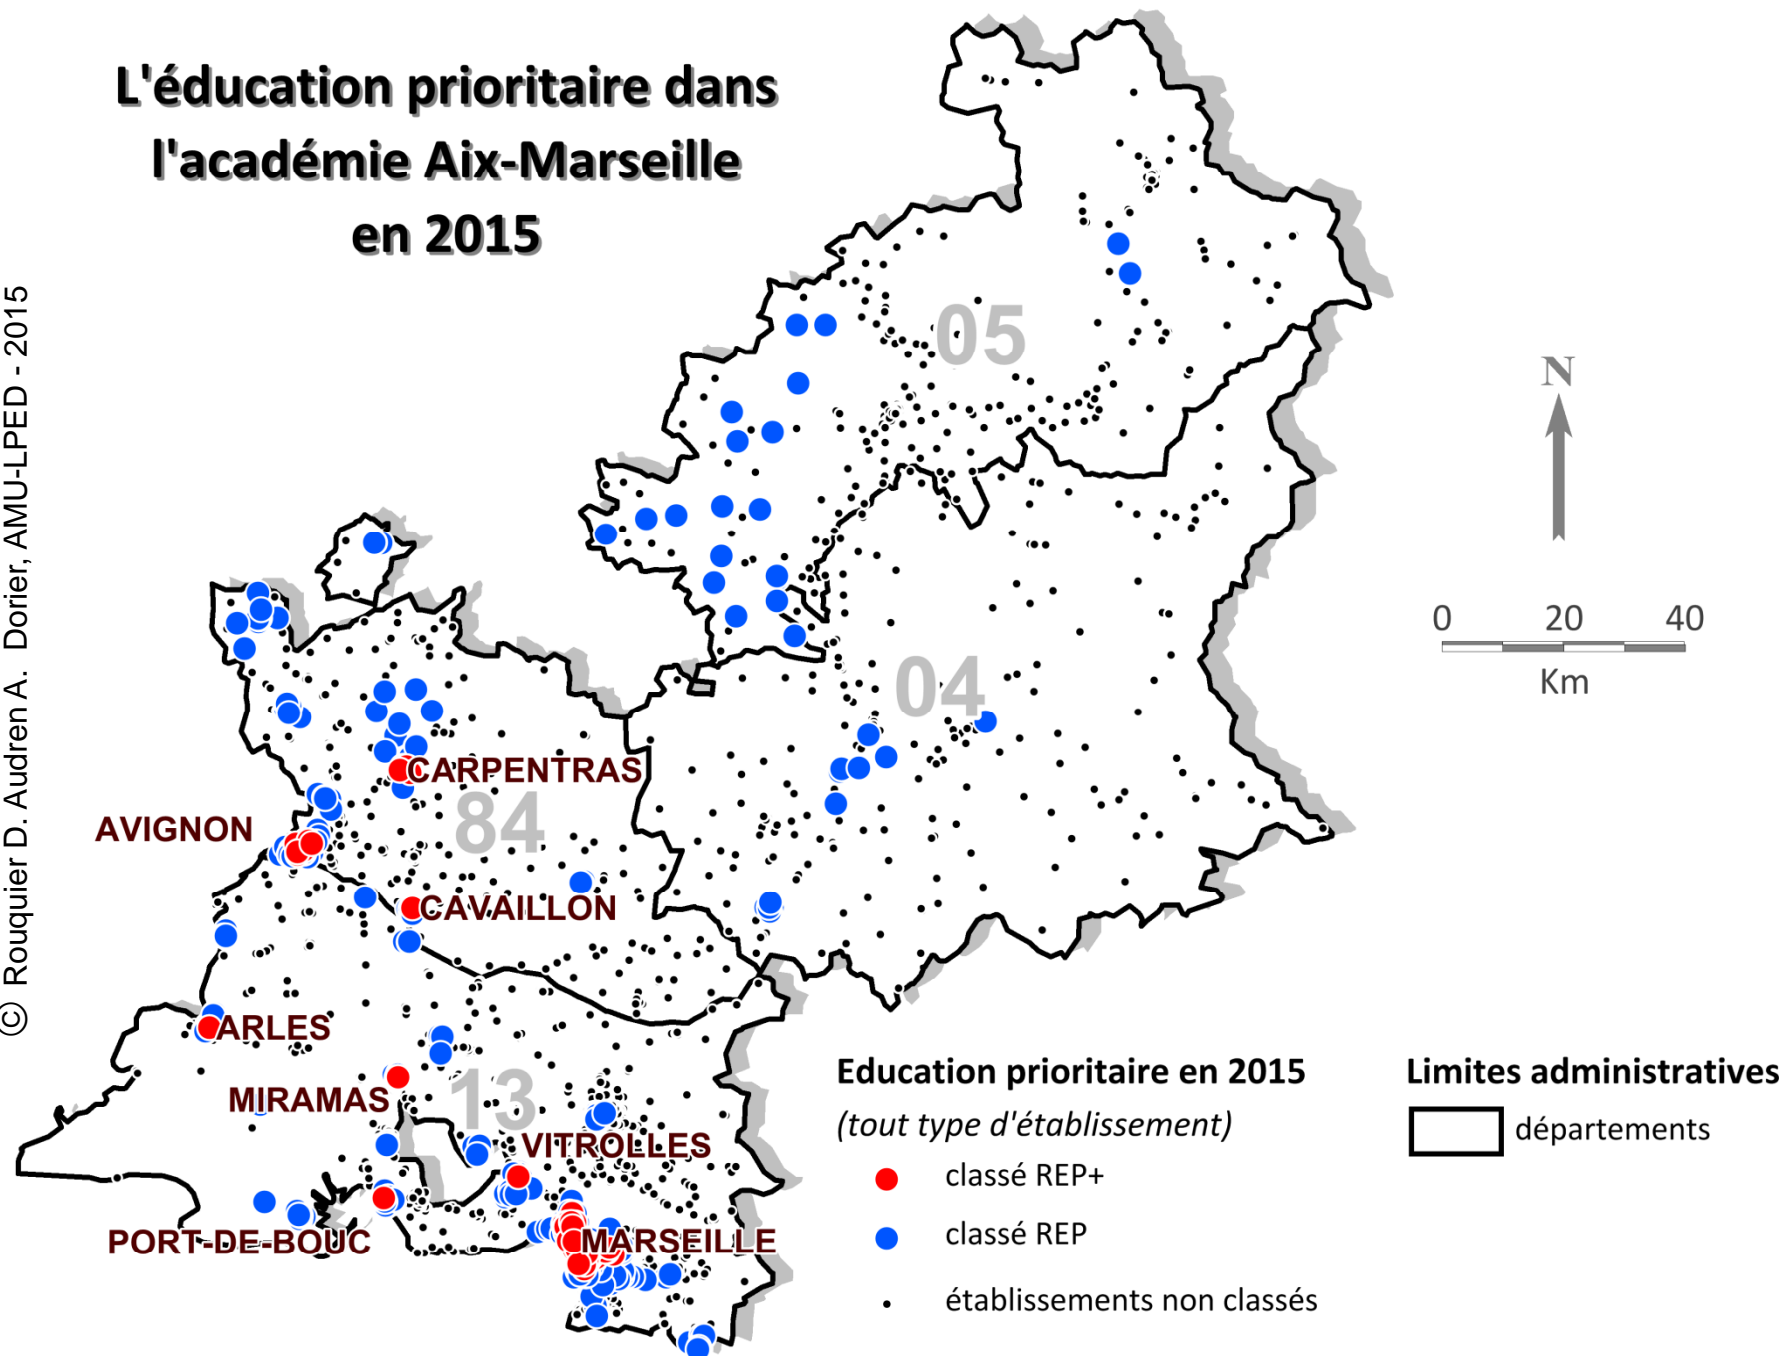 L'éducation prioritaire dans
l'académie Aix-Marseille
en 2015
© Rouquier D. Audren A. Dorier, AMU-LPED - 2015
05
N
0 20 40
Km
04
CARPENTRAS
84
AVIGNON
CAVAILLON
ARLES
MIRAMAS
13
VITROLLES
PORT-DE-BOUC
MARSEILLE
Education prioritaire en 2015
(tout type d'établissement)
classé REP+
classé REP
établissements non classés
Limites administratives
départements